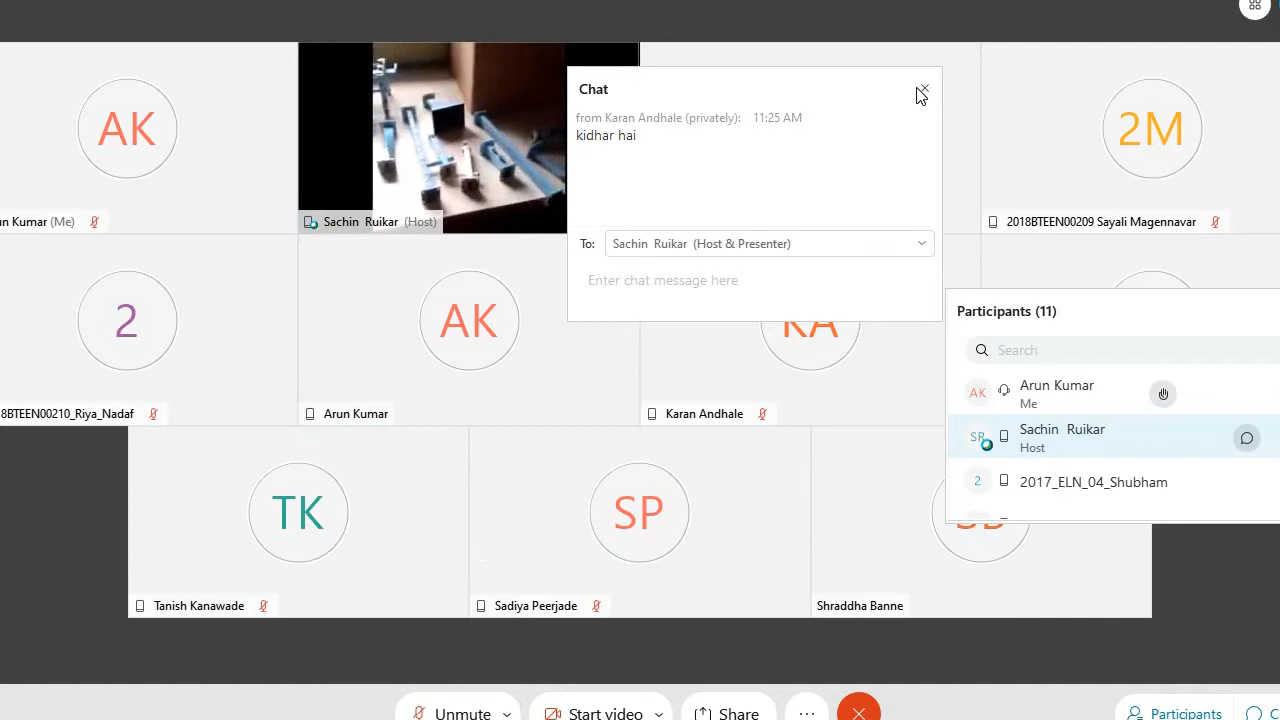 AK
n Kumar (Me)
Sachin Ruikar (Host)
Chat
from Karan Andhale (privately): 11:25 AM
kidhar hai
To: Sachin Ruikar (Host & Presenter)
Enter chat message here
2M
2018BTEEN00209 Sayali Magennavar
2
8BTEEN00210_Riya_Nadaf
AK
Arun Kumar
KA
Karan Andhale
Participants (11)
Search
AK Arun Kumar
Me
SR Sachin Ruikar
Host
2 2017_ELN_04_Shubham
TK
Tanish Kanawade
SP
Sadiya Peerjade
SB
Shraddha Banne
Unmute Start video Share Participants C